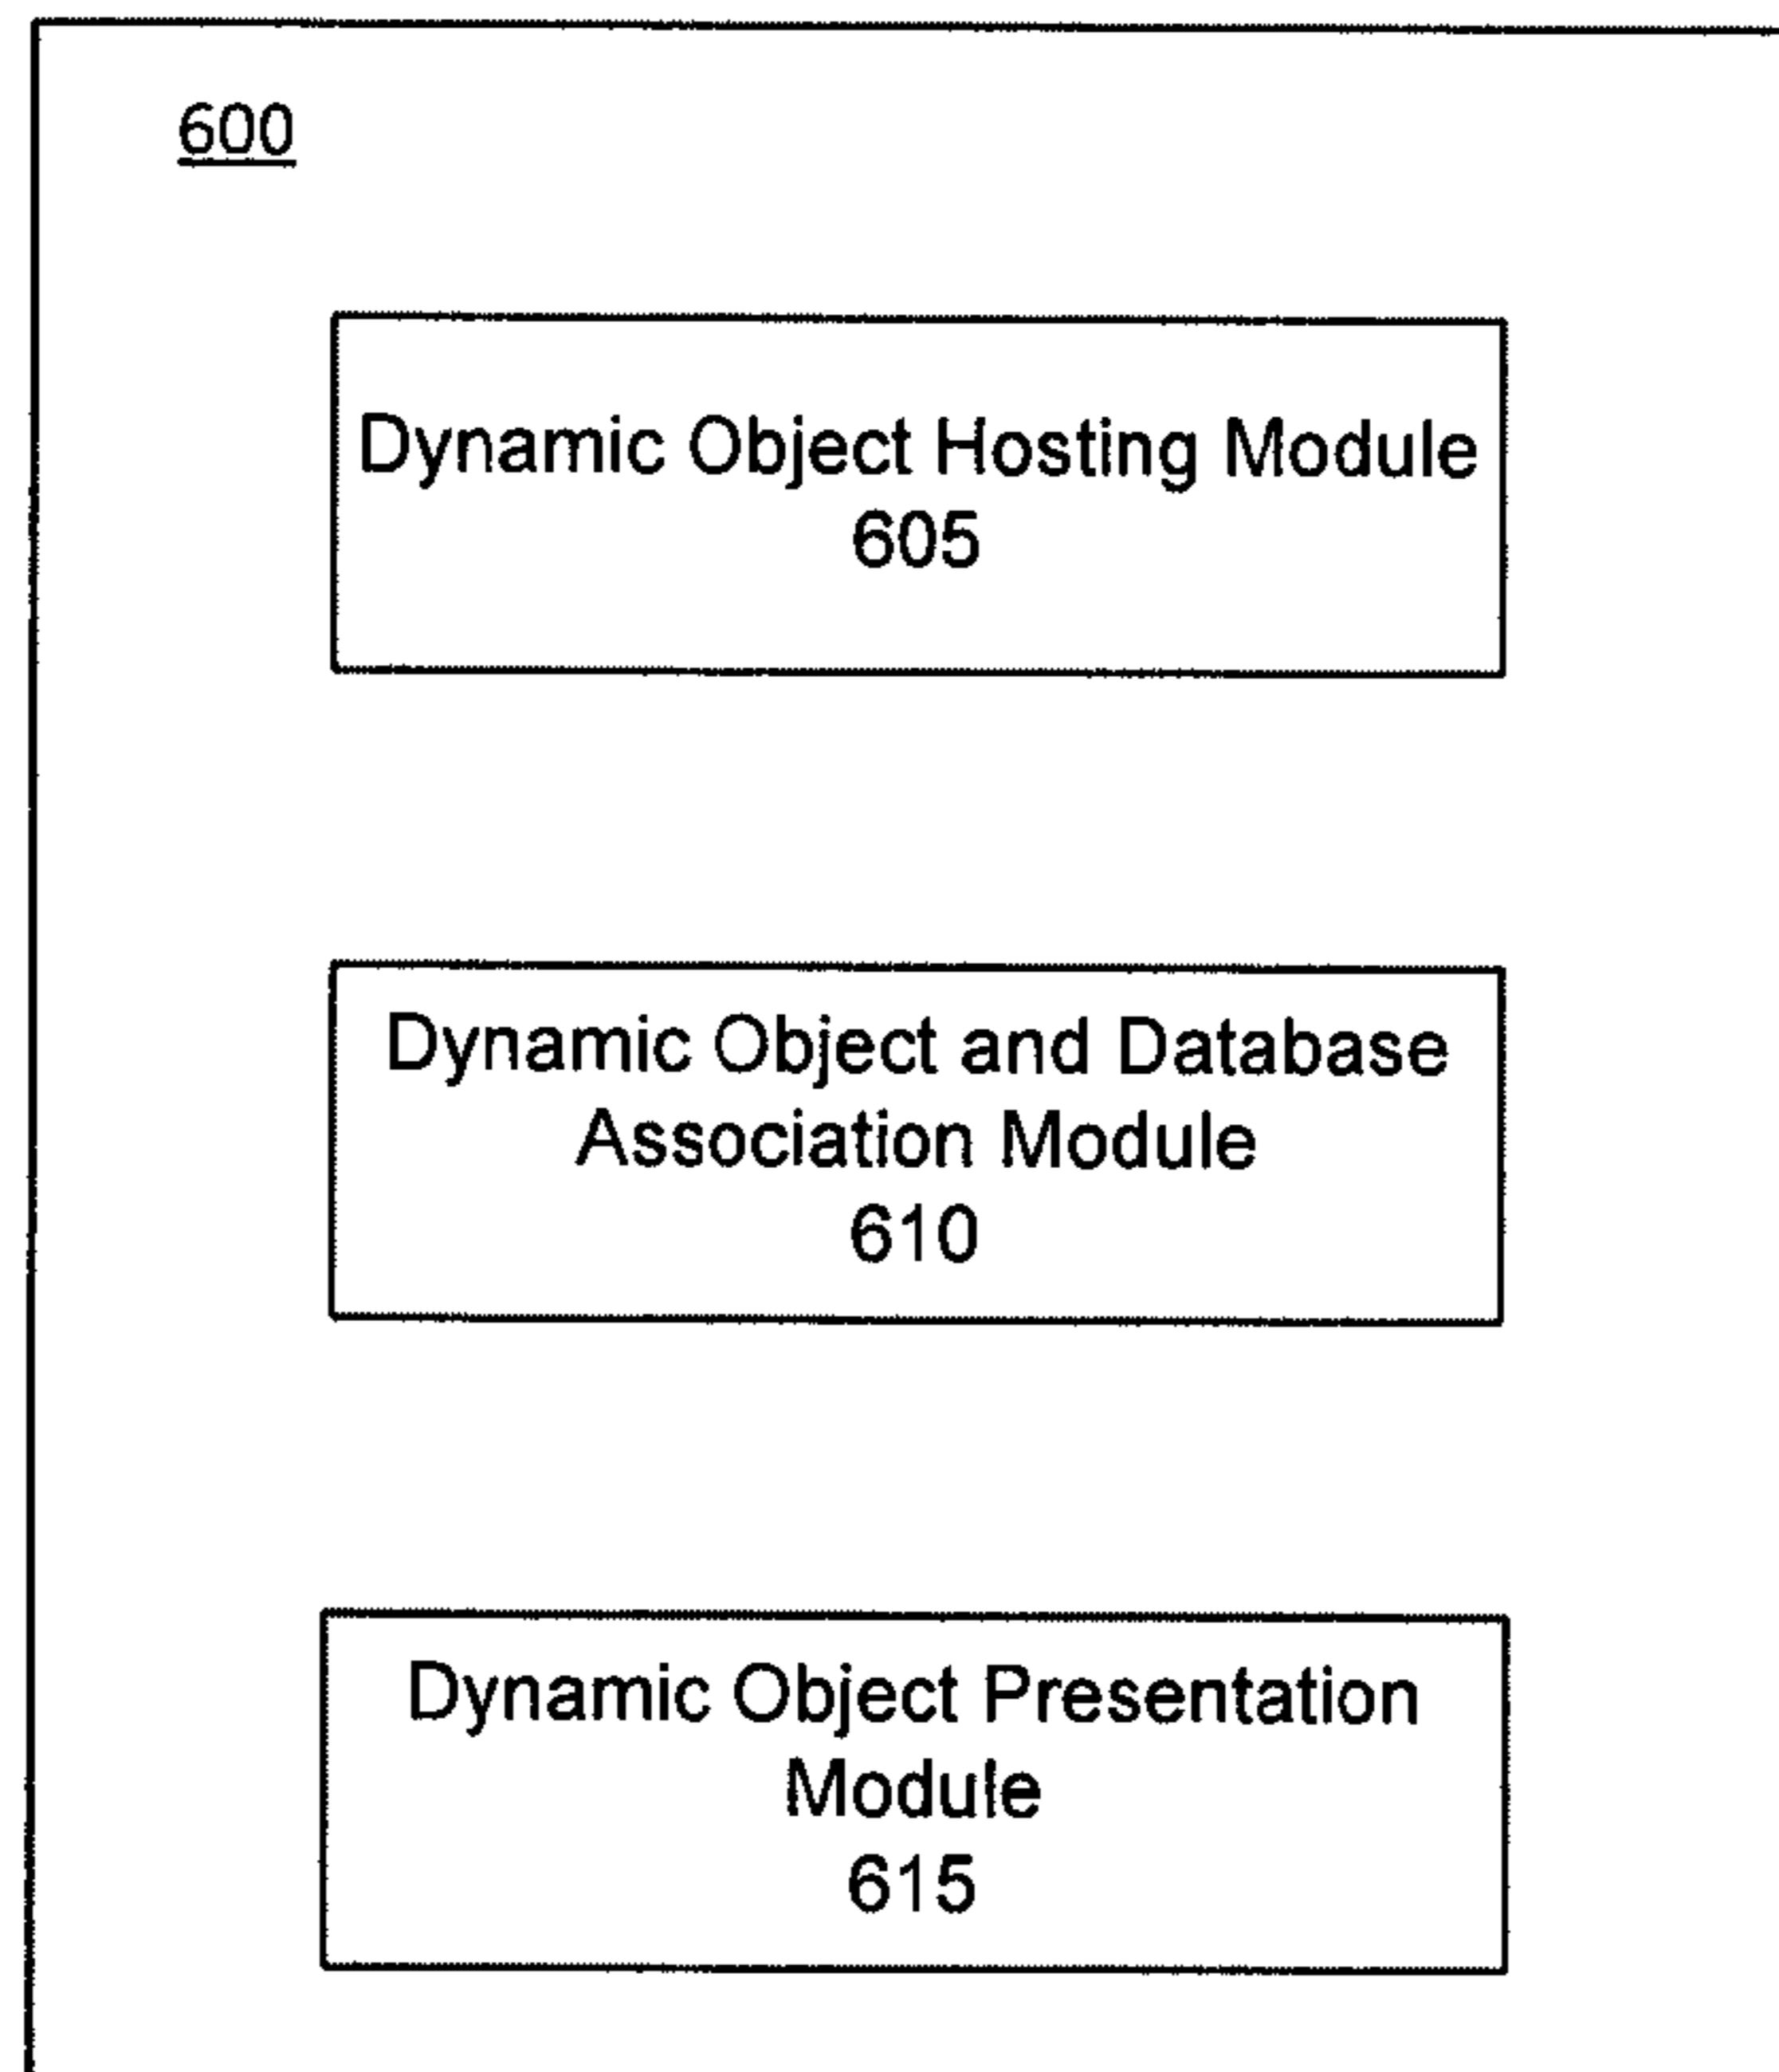 600
Dynamic Object Hosting Module
605
Dynamic Object and Database
Association Module
610
Dynamic Object Presentation
Module
615